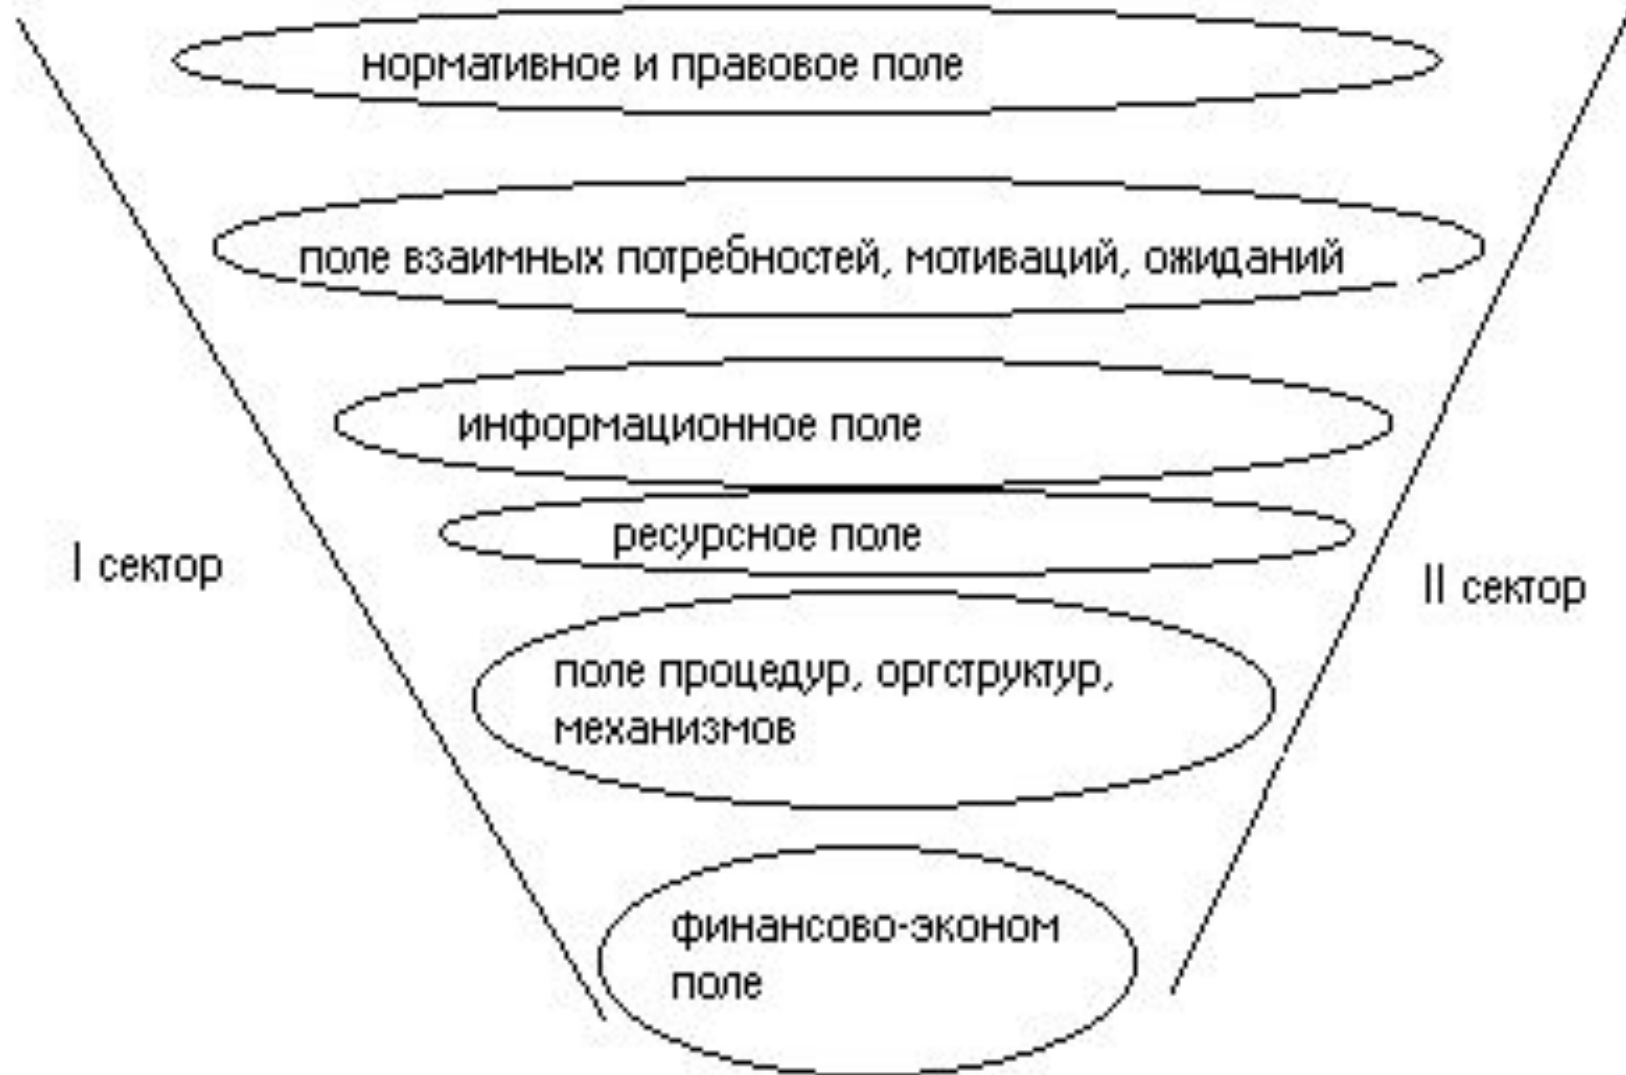 нормативное и правовое поле
поле взаимных потребностей, мотиваций, ожиданий
информационное поле
ресурсное поле
I сектор
II сектор
поле процедур, оргструктур,
механизмов
финансово-эконом
поле